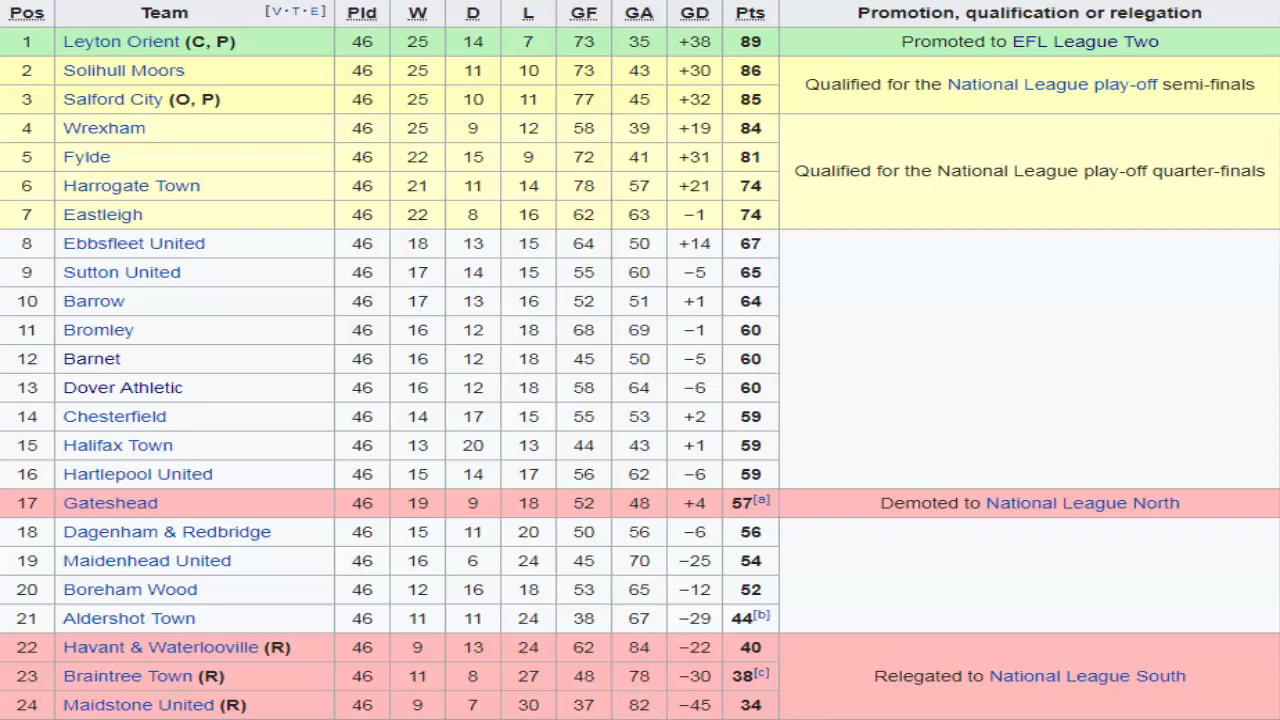 Pos Team [V·T·E] Pld W D L GF GA GD Pts Promotion, qualification or relegation
1 Leyton Orient (C, P) 46 25 14 7 73 35 +38 89 Promoted to EFL League Two
2 Solihull Moors 46 25 11 10 73 43 +30 86
Qualified for the National League play-off semi-finals
3 Salford City (O, P) 46 25 10 11 77 45 +32 85
4 Wrexham 46 25 9 12 58 39 +19 84
5 Fylde 46 22 15 9 72 41 +31 81
Qualified for the National League play-off quarter-finals
6 Harrogate Town 46 21 11 14 78 57 +21 74
7 Eastleigh 46 22 8 16 62 63 −1 74
8 Ebbsfleet United 46 18 13 15 64 50 +14 67
9 Sutton United 46 17 14 15 55 60 −5 65
10 Barrow 46 17 13 16 52 51 +1 64
11 Bromley 46 16 12 18 68 69 −1 60
12 Barnet 46 16 12 18 45 50 −5 60
13 Dover Athletic 46 16 12 18 58 64 −6 60
14 Chesterfield 46 14 17 15 55 53 +2 59
15 Halifax Town 46 13 20 13 44 43 +1 59
16 Hartlepool United 46 15 14 17 56 62 −6 59
17 Gateshead 46 19 9 18 52 48 +4 57[a] Demoted to National League North
18 Dagenham & Redbridge 46 15 11 20 50 56 −6 56
19 Maidenhead United 46 16 6 24 45 70 −25 54
20 Boreham Wood 46 12 16 18 53 65 −12 52
21 Aldershot Town 46 11 11 24 38 67 −29 44[b]
22 Havant & Waterlooville (R) 46 9 13 24 62 84 −22 40
23 Braintree Town (R) 46 11 8 27 48 78 −30 38[c] Relegated to National League South
24 Maidstone United (R) 46 9 7 30 37 82 −45 34